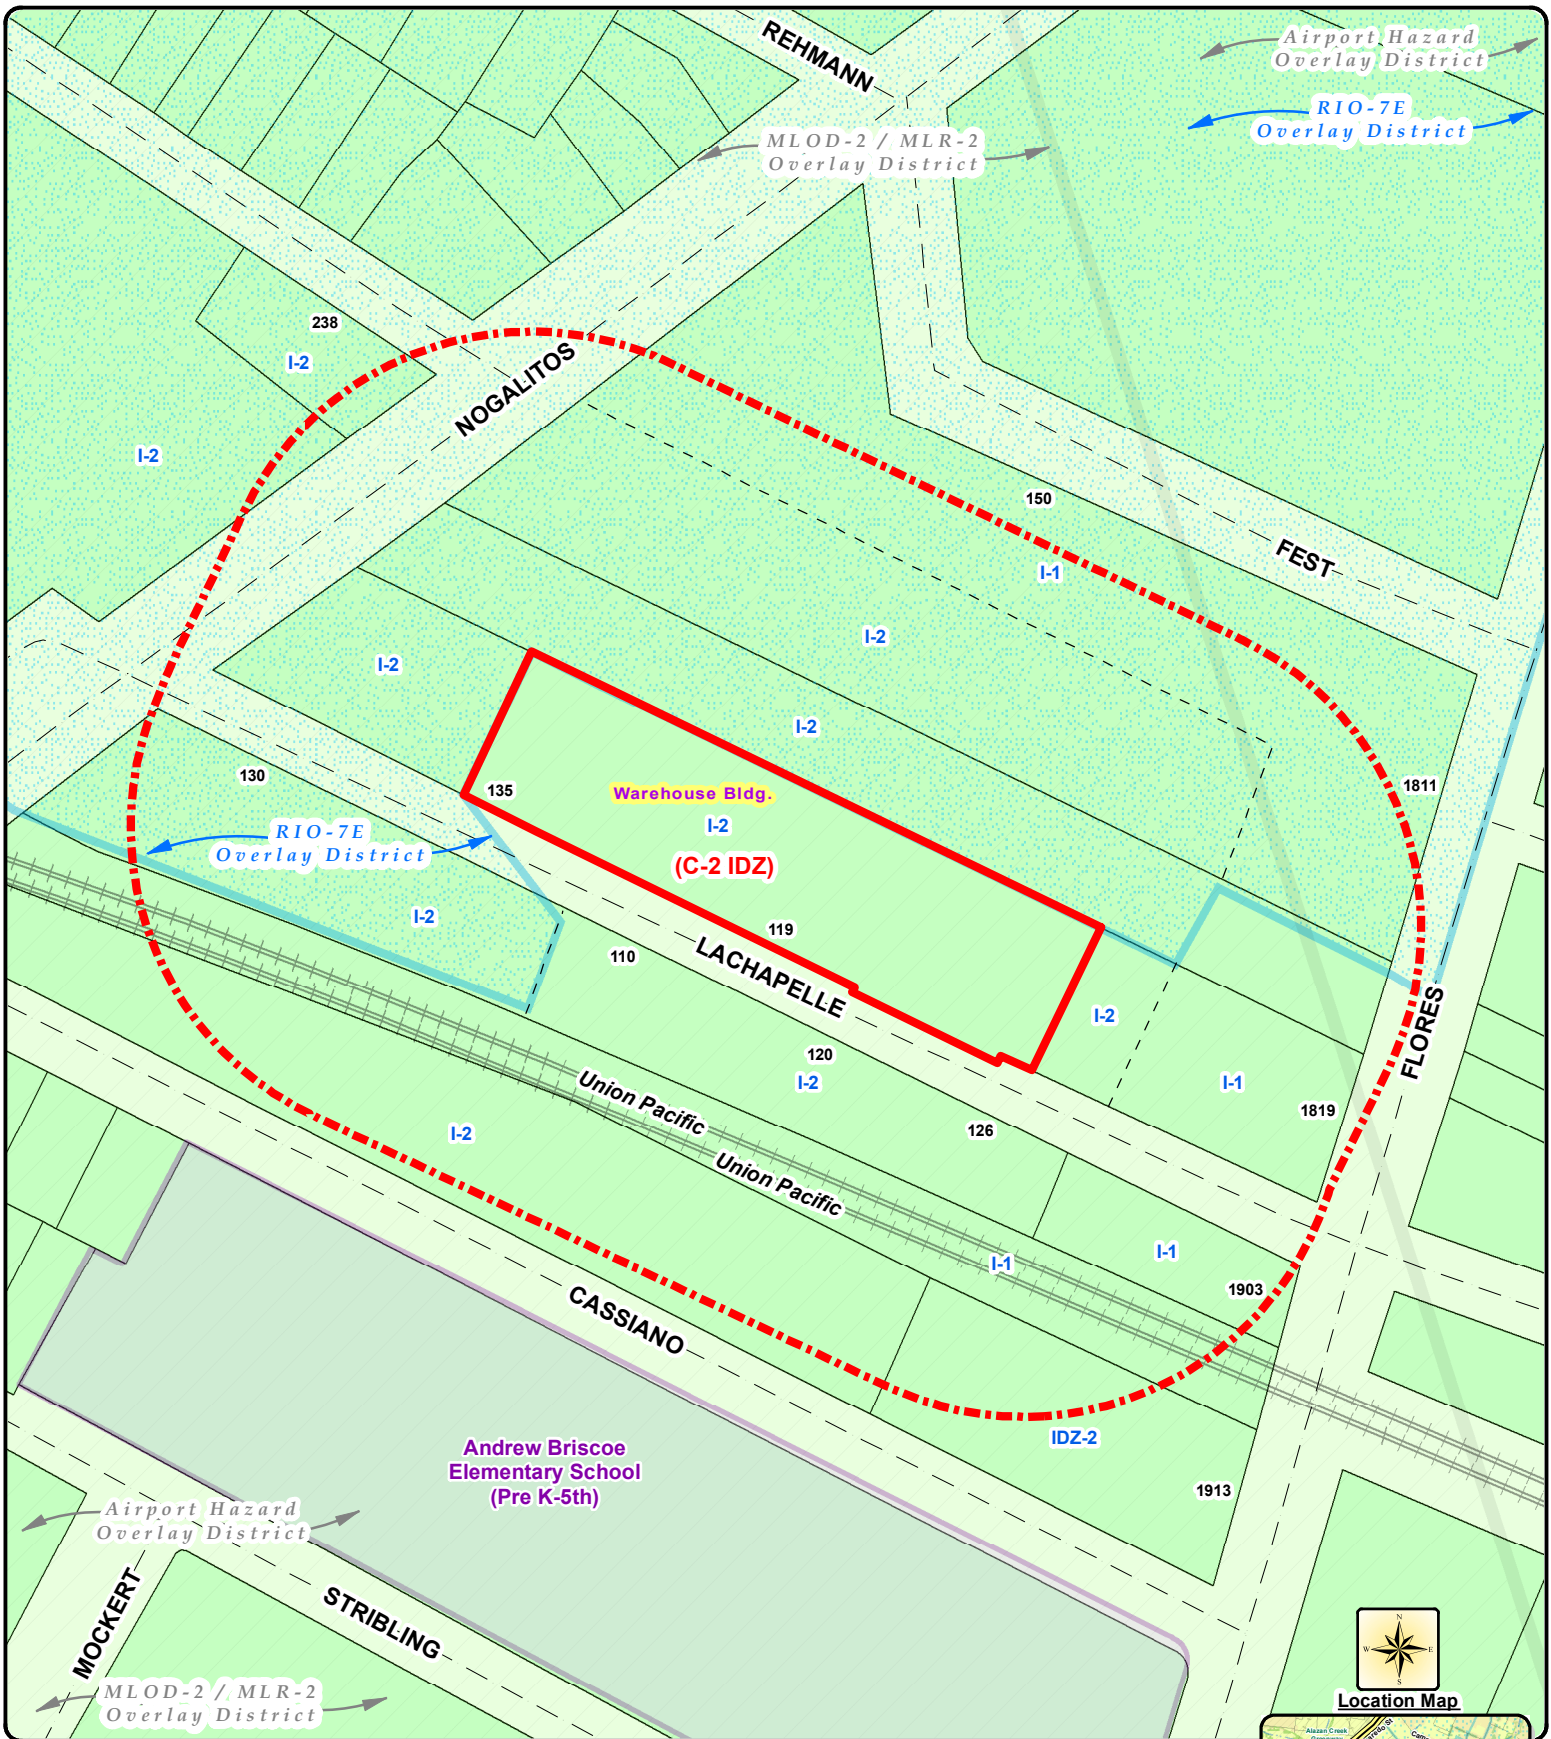 REHMANN
Airport Hazard
Overlay District
RIO-7E
Overlay District
MLOD-2 / MLR-2
Overlay District
238
I-2
NOGALITOS
I-2
150
FEST
I-1
I-2
I-2
I-2
130
135
Warehouse Bldg.
1811
I-2
RIO-7E
Overlay District
(C-2 IDZ)
I-2
119
110
LACHAPELLE
I-2
FLORES
120
I-2
I-1
Union Pacific
1819
I-2
126
Union Pacific
I-1
I-1
1903
CASSIANO
IDZ-2
Andrew Briscoe
Elementary School
(Pre K-5th)
1913
Airport Hazard
Overlay District
MOCKERT
STRIBLING
N
W
E
S
MLOD-2 / MLR-2
Overlay District
Location Map
Alazan Creek